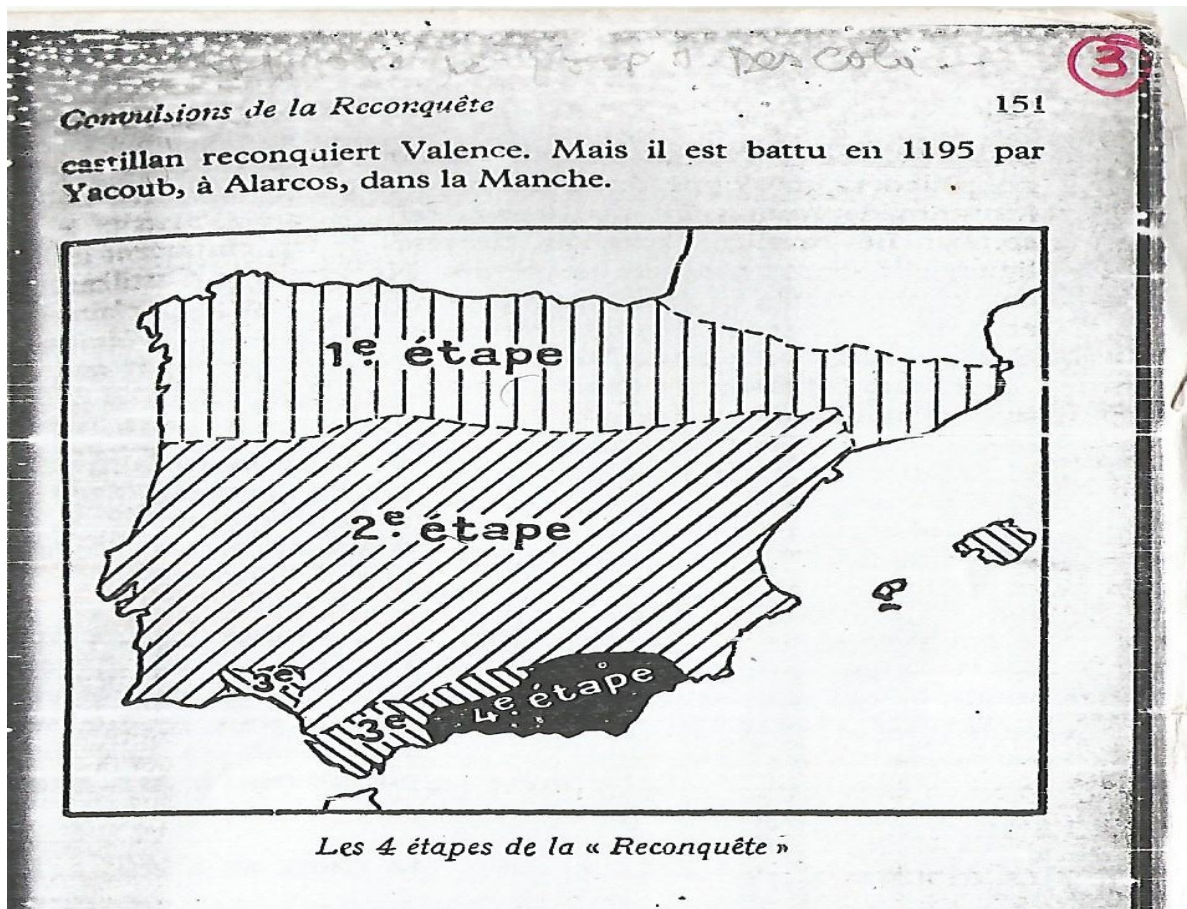 3
Convulsions de la Reconquête 151
castillan reconquiert Valence. Mais il est battu en 1195 par
Yacoub, à Alarcos, dans la Manche.
1e étape
2e étape
3e
3e
4e étape
Les 4 étapes de la « Reconquête »